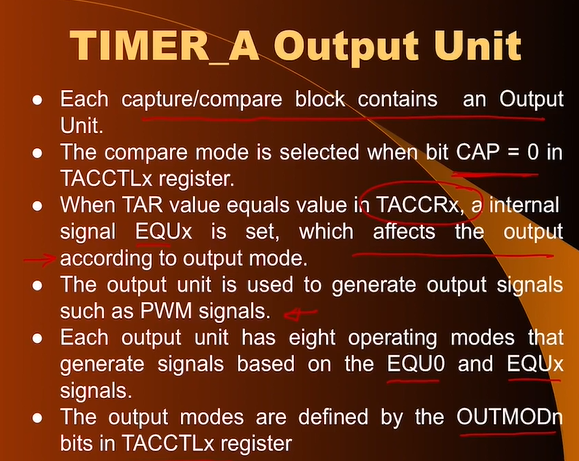 TIMER_A Output Unit
● Each capture/compare block contains an Output
Unit.
● The compare mode is selected when bit CAP = 0 in
TACCTLx register.
● When TAR value equals value in TACCRx, a internal
signal EQUx is set, which affects the output
according to output mode.
● The output unit is used to generate output signals
such as PWM signals.
● Each output unit has eight operating modes that
generate signals based on the EQU0 and EQUx
signals.
● The output modes are defined by the OUTMODn
bits in TACCTLx register